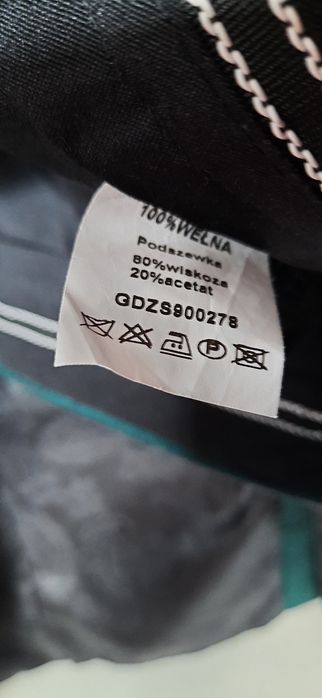 100%WEŁNA
Podszewka
80%wiskoza
20%acetat
GDZS900278
P